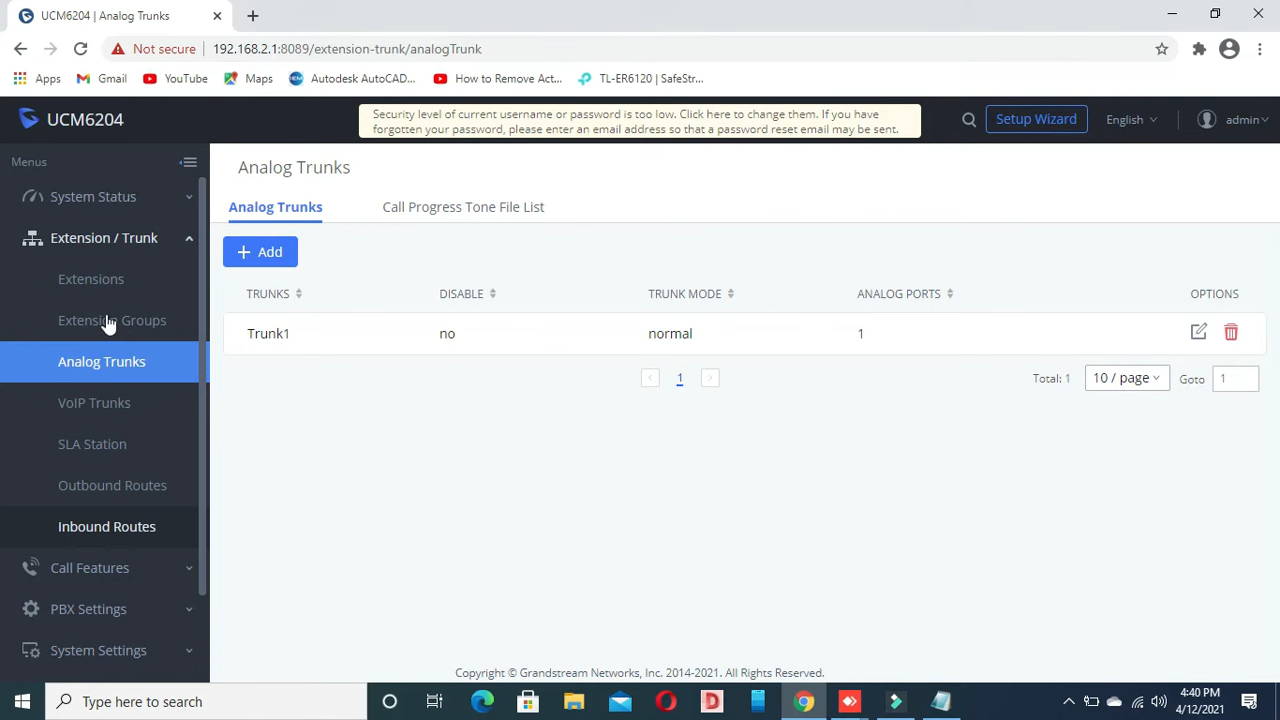 UCM6204 | Analog Trunks
Not secure 192.168.2.1:8089/extension-trunk/analogTrunk
Apps Gmail YouTube Maps Autodesk AutoCAD... How to Remove Act... TL-ER6120 | SafeStr...
UCM6204
Security level of current username or password is too low. Click here to change them. If you have
forgotten your password, please enter an email address so that a password reset email may be sent.
Setup Wizard English admin
Menus
System Status
Extension / Trunk
Extensions
Extension Groups
Analog Trunks
VoIP Trunks
SLA Station
Outbound Routes
Inbound Routes
Call Features
PBX Settings
System Settings
Analog Trunks
Analog Trunks Call Progress Tone File List
+ Add
TRUNKS DISABLE TRUNK MODE ANALOG PORTS OPTIONS
Trunk1 no normal 1
< 1 > Total: 1 10 / page Goto 1
Copyright © Grandstream Networks, Inc. 2014-2021. All Rights Reserved.
Type here to search
4:40 PM
4/12/2021